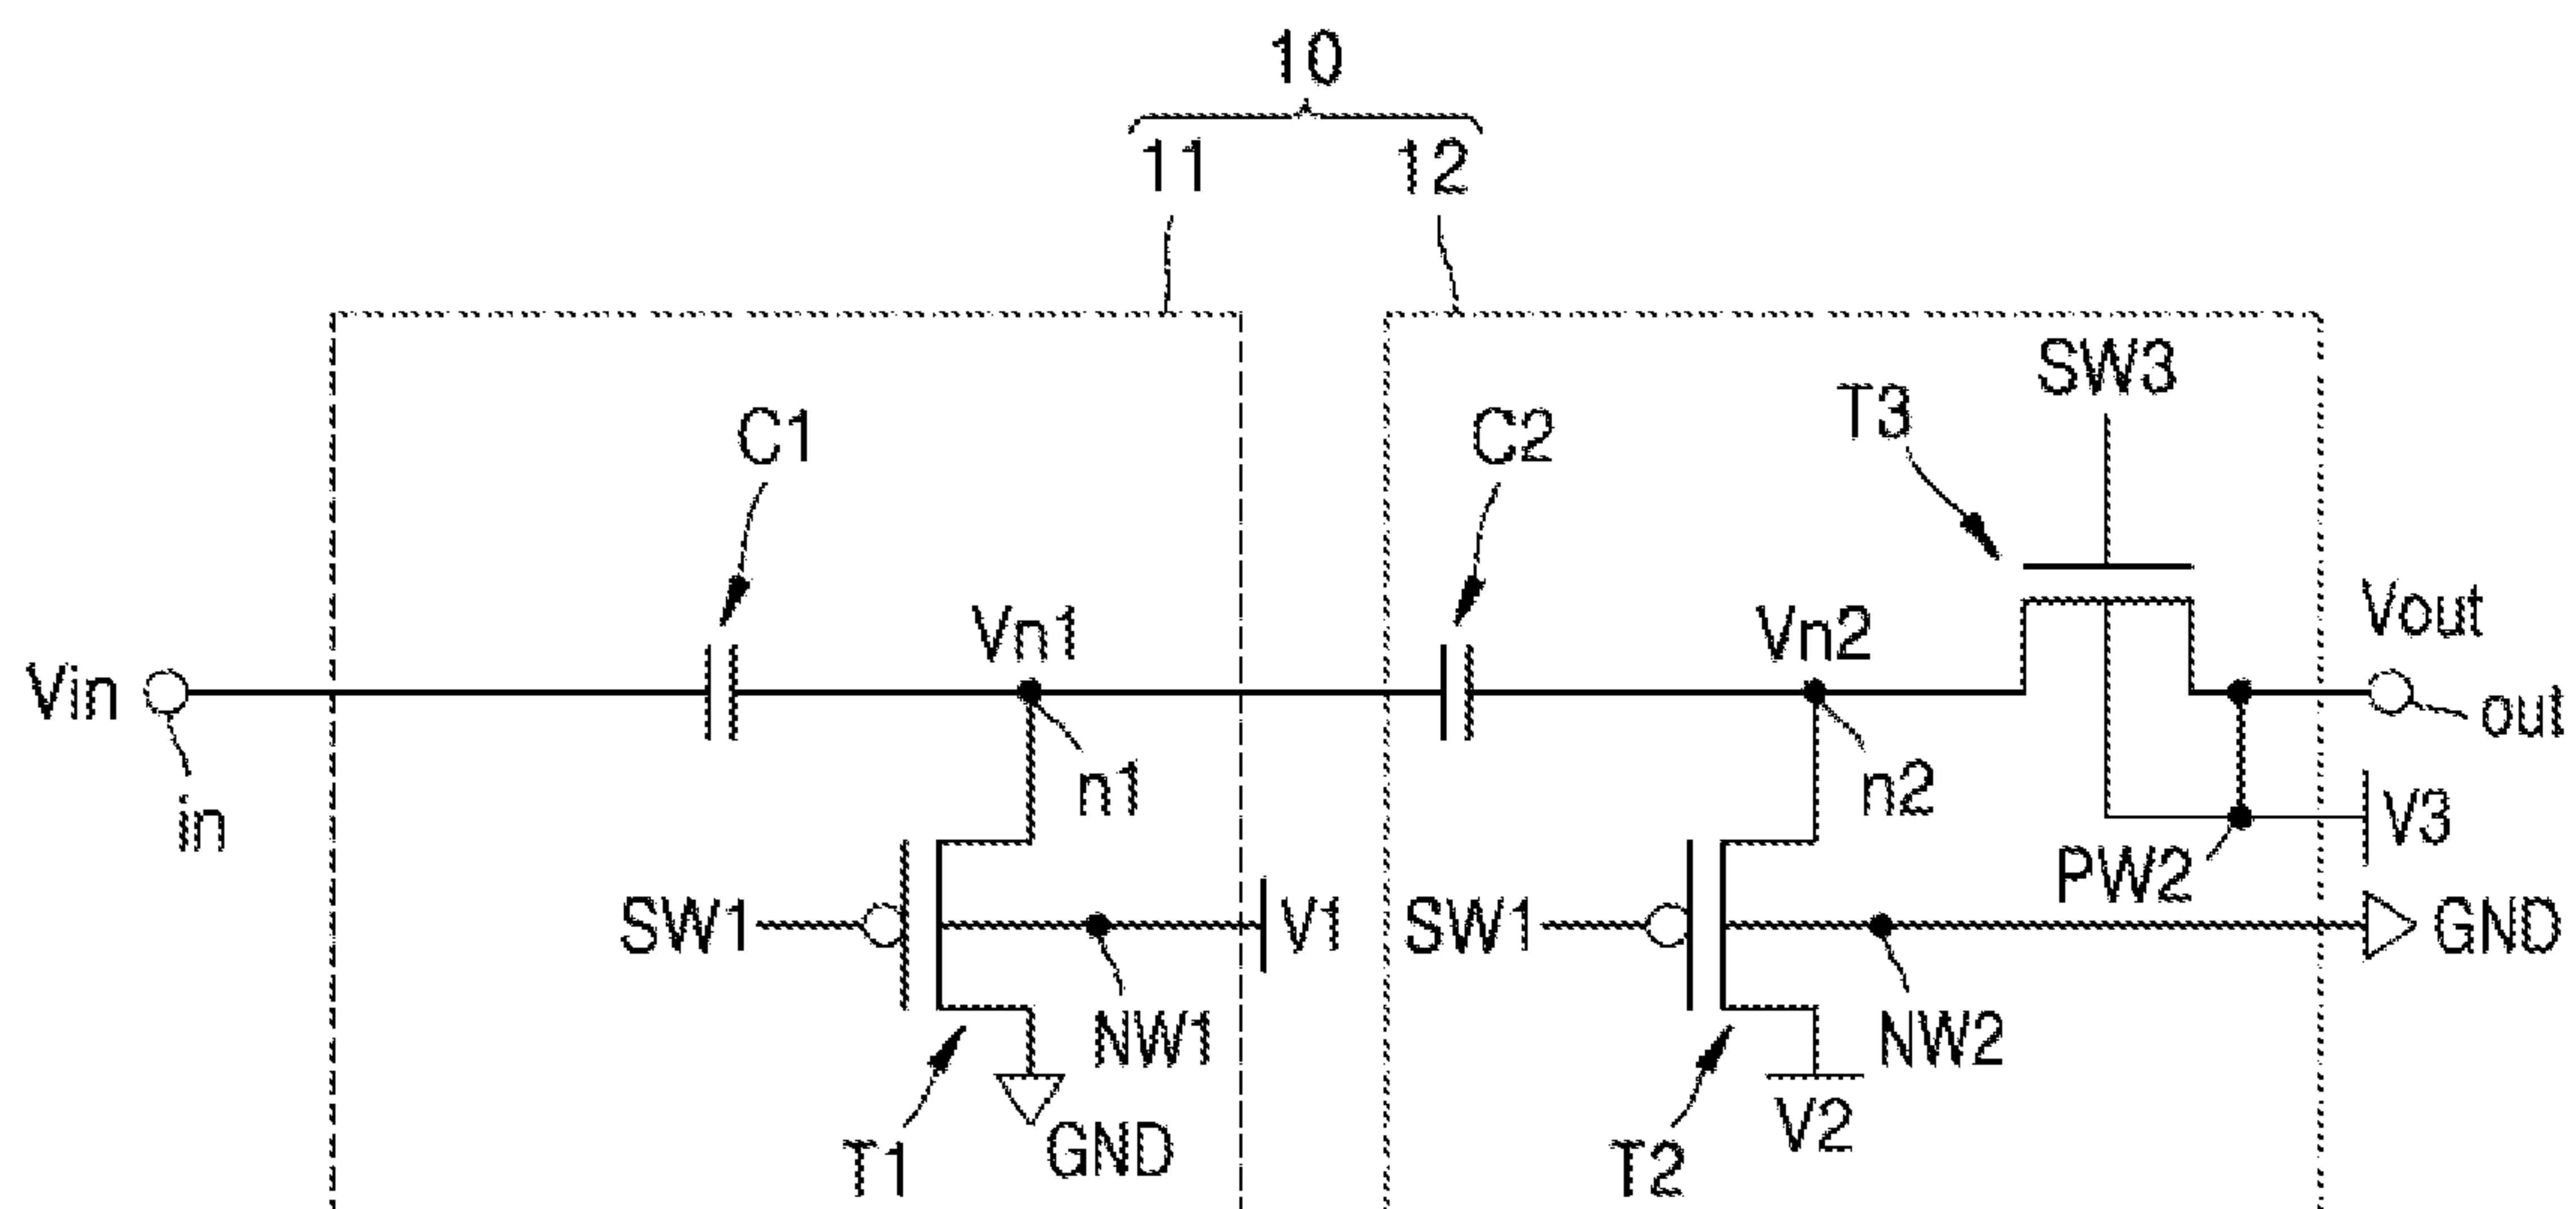 10
11 12
SW3
T3
C1 C2
Vout
Vn1 Vn2
Vin
out
n1 n2
in
V3
PW2
SW1 V1 SW1 GND
NW1 NW2
V2
T1 GND T2